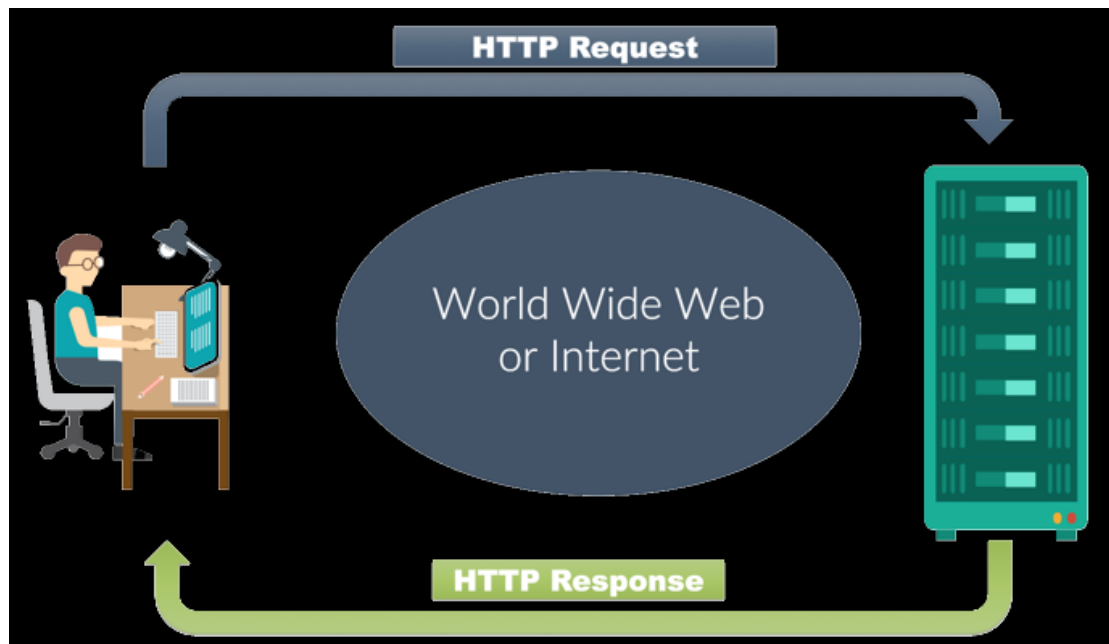 HTTP Request
World Wide Web
or Internet
HTTP Response